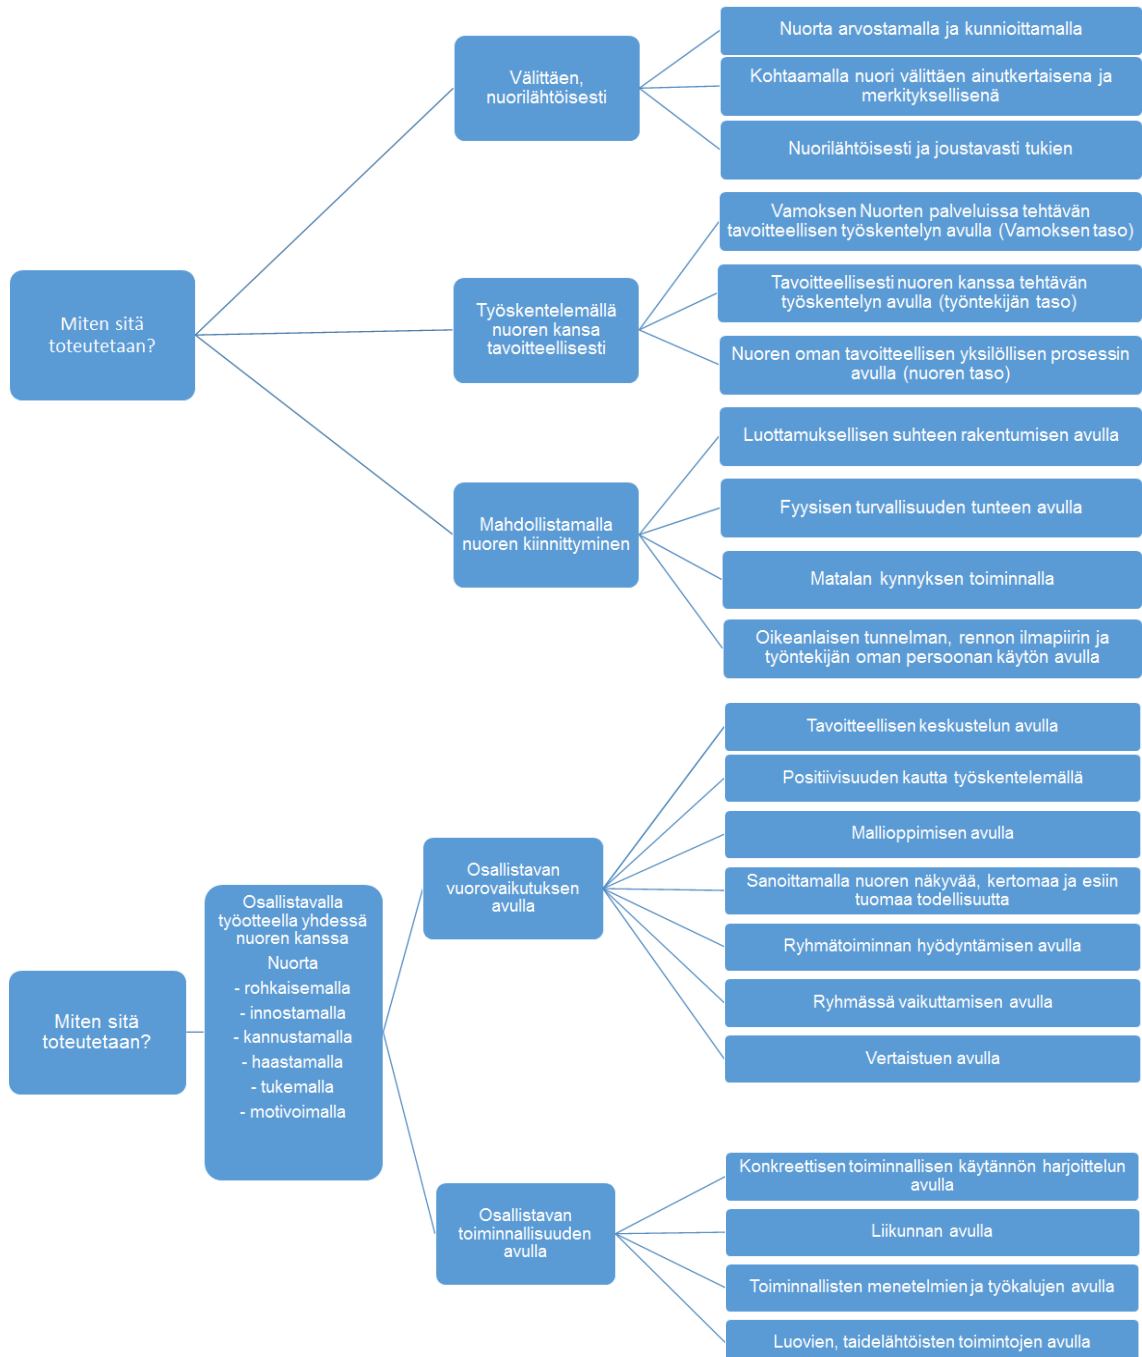 Miten sitä
toteutetaan?
Välittäen,
nuorilähtöisesti
Nuorta arvostamalla ja kunnioittamalla
Kohtaamalla nuori välittäen ainutkertaisena ja
merkityksellisenä
Nuorilähtöisesti ja joustavasti tukien
Työskentelemällä
nuoren kansa
tavoitteellisesti
Vamoksen Nuorten palveluissa tehtävän
tavoitteellisen työskentelyn avulla (Vamoksen taso)
Tavoitteellisesti nuoren kanssa tehtävän
työskentelyn avulla (työntekijän taso)
Nuoren oman tavoitteellisen yksilöllisen prosessin
avulla (nuoren taso)
Mahdollistamalla
nuoren kiinnittyminen
Luottamuksellisen suhteen rakentumisen avulla
Fyysisen turvallisuuden tunteen avulla
Matalan kynnyksen toiminnalla
Oikeanlaisen tunnelman, rennon ilmapiirin ja
työntekijän oman persoonan käytön avulla
Miten sitä
toteutetaan?
Osallistavalla
työotteella yhdessä
nuoren kanssa
Nuorta
- rohkaisemalla
- innostamalla
- kannustamalla
- haastamalla
- tukemalla
- motivoimalla
Osallistavan
vuorovaikutuksen
avulla
Tavoitteellisen keskustelun avulla
Positiivisuuden kautta työskentelemällä
Mallioppimisen avulla
Sanoittamalla nuoren näkyvää, kertomaa ja esiin
tuomaa todellisuutta
Ryhmätoiminnan hyödyntämisen avulla
Ryhmässä vaikuttamisen avulla
Vertaistuen avulla
Osallistavan
toiminnallisuuden
avulla
Konkreettisen toiminnallisen käytännön harjoittelun
avulla
Liikunnan avulla
Toiminnallisten menetelmien ja työkalujen avulla
Luovien, taidelähtöisten toimintojen avulla